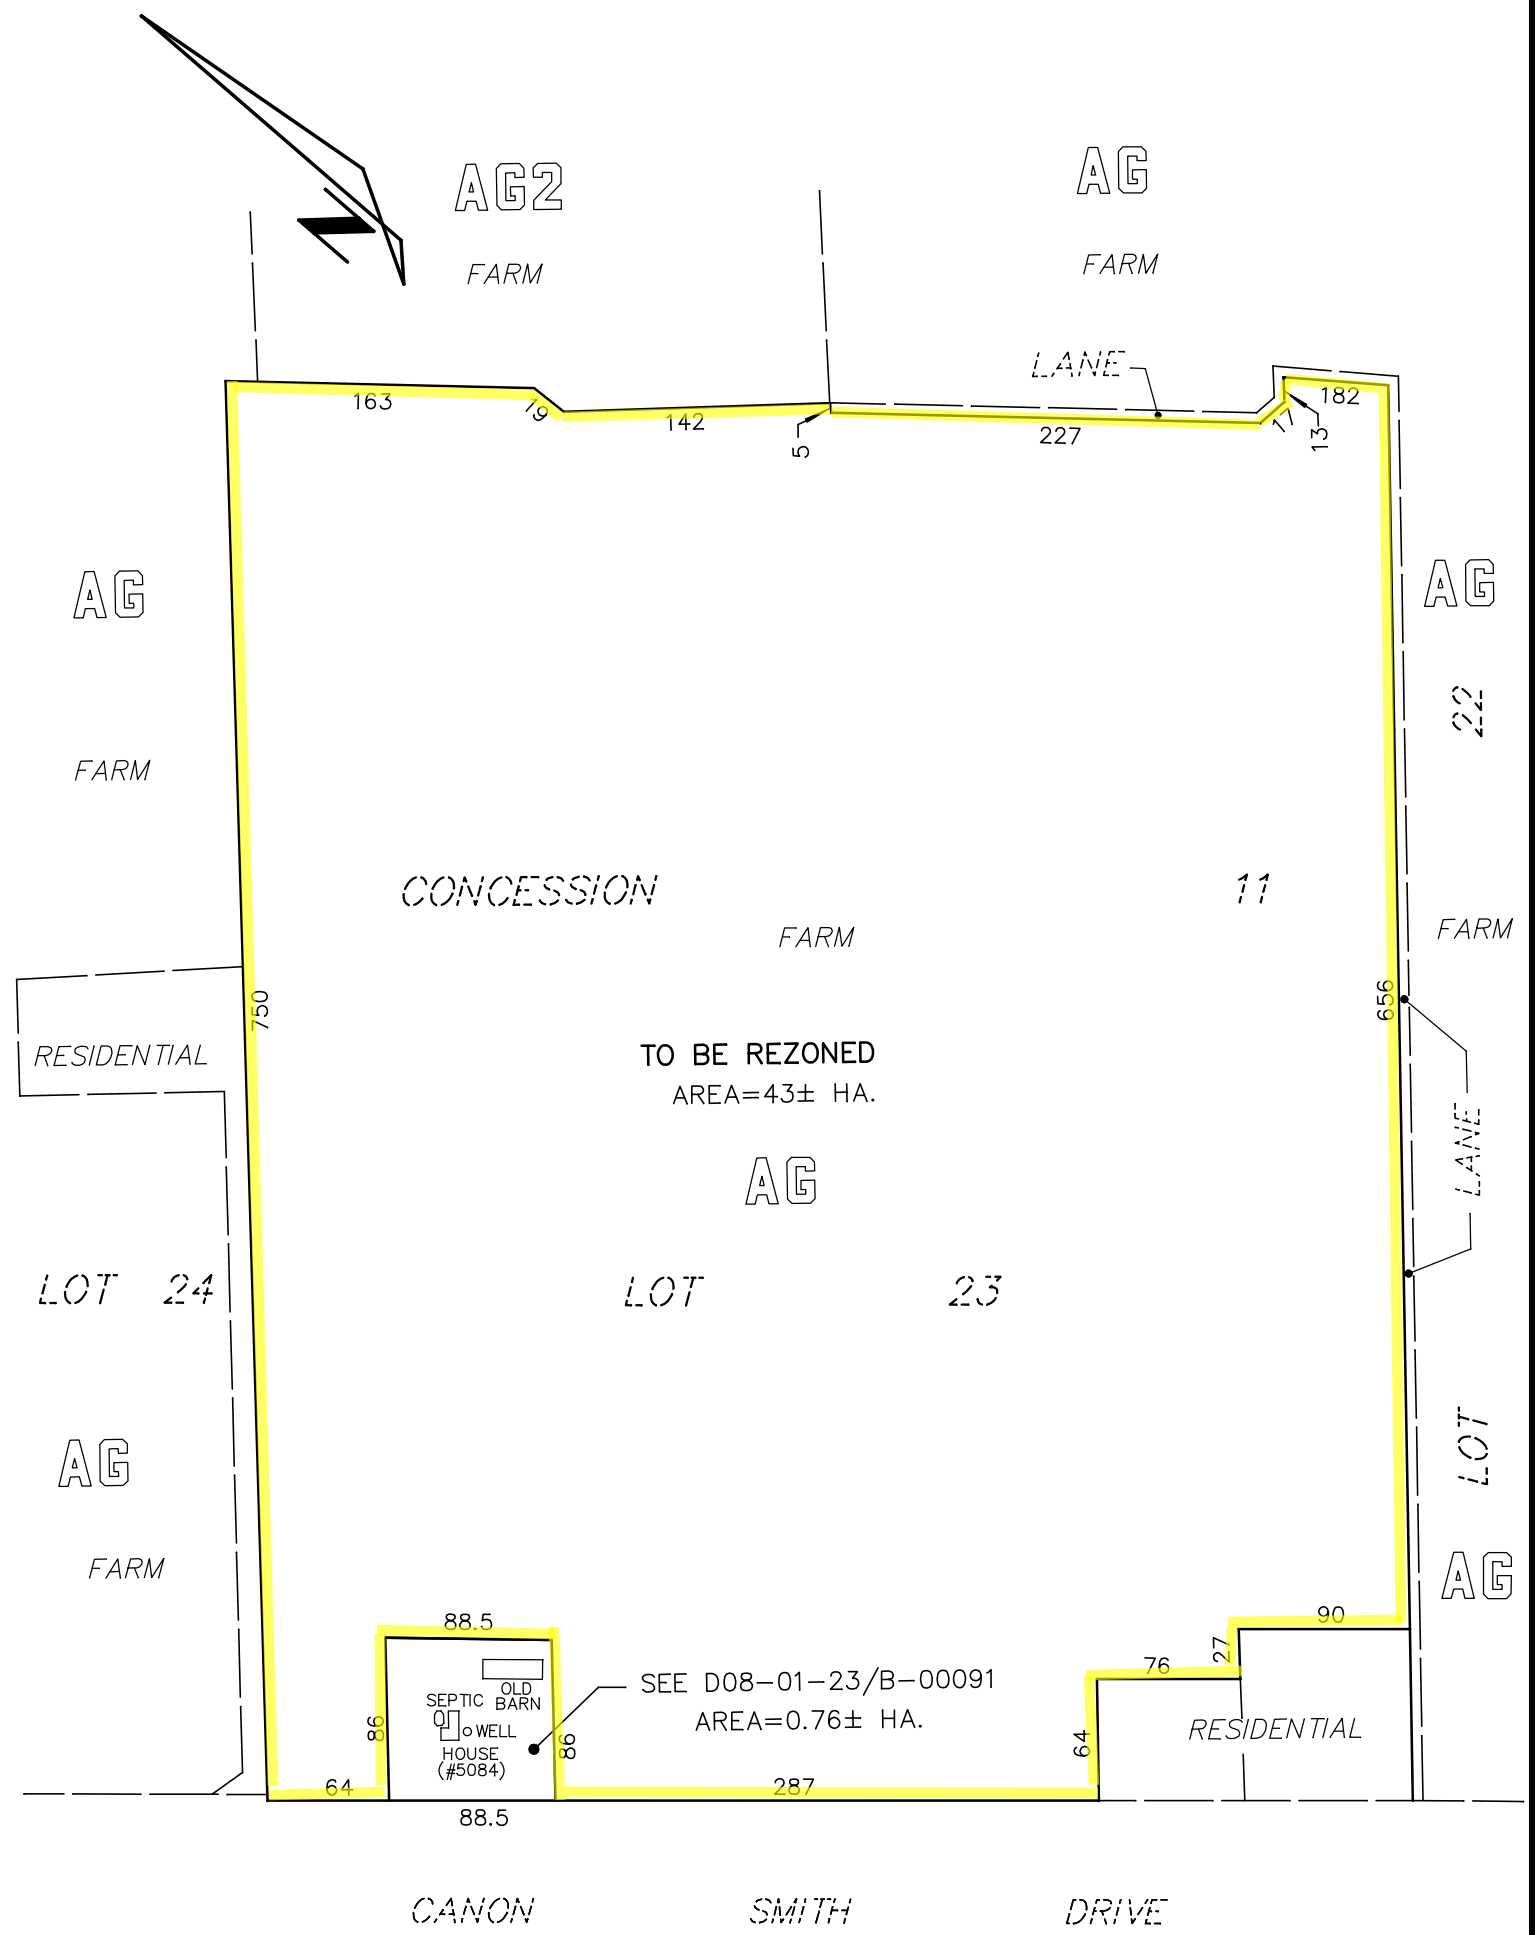 AG2
AG
FARM
FARM
LANE
163
19
142
5
227
17
13
182
AG
AG
22
FARM
CONCESSION 11
FARM
FARM
750
656
RESIDENTIAL
TO BE REZONED
AREA=43± HA.
LANE
AG
LOT 24
LOT 23
LOT
AG
FARM
AG
88.5
90
27
76
SEE D08-01-23/B-00091
AREA=0.76± HA.
OLD
BARN
SEPTIC
WELL
HOUSE
(#5084)
86
86
64
RESIDENTIAL
64
287
88.5
CANON SMITH DRIVE